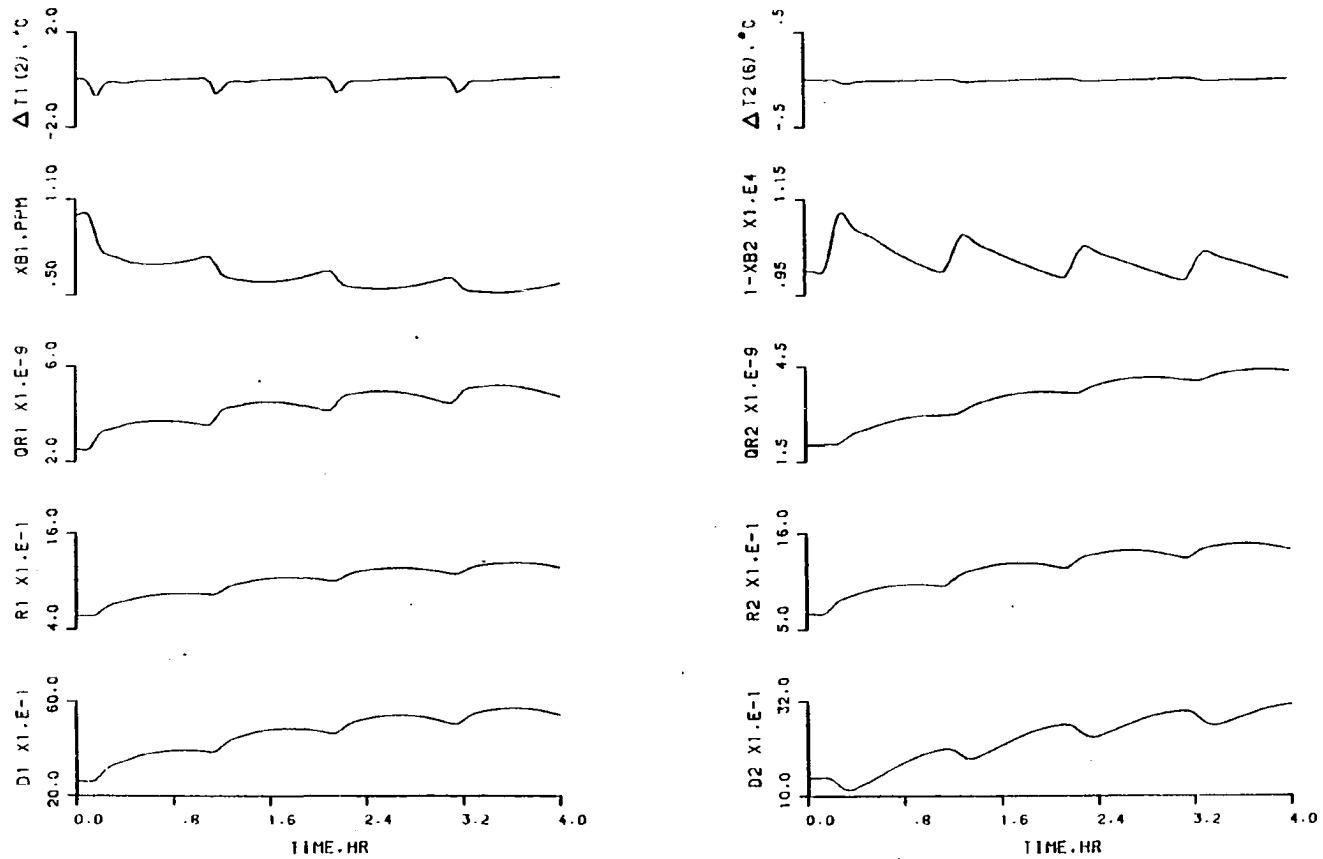 ΔT1(2).°C
2.0
-2.0
XB1.PPM
1.10
.50
QR1 X1.E-9
6.0
2.0
R1 X1.E-1
16.0
4.0
D1 X1.E-1
60.0
20.0
0.0 .8 1.6 2.4 3.2 4.0
TIME.HR
ΔT2(6).°C
.5
-.5
1-XB2 X1.E4
1.15
.95
QR2 X1.E-9
4.5
1.5
R2 X1.E-1
16.0
5.0
D2 X1.E-1
32.0
10.0
0.0 .8 1.6 2.4 3.2 4.0
TIME.HR